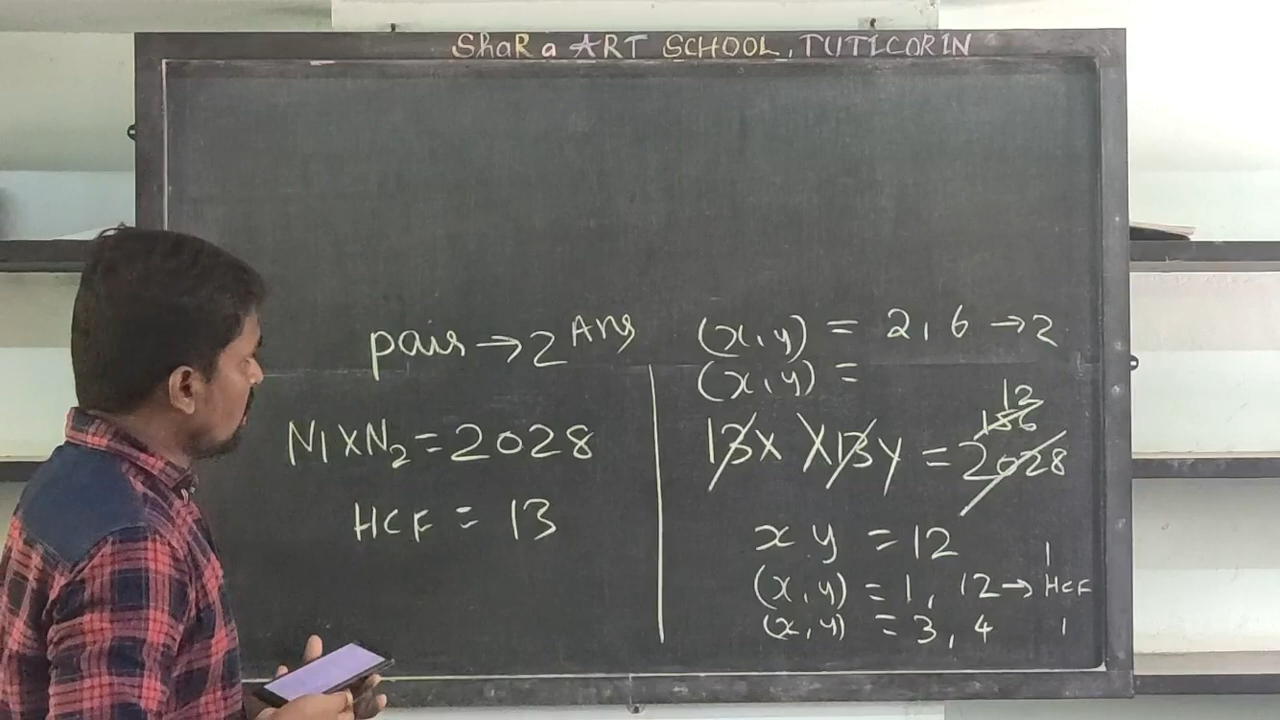 ShaRa ART SCHOOL, TUTICORIN
pair → 2 Ans
N1 X N2 = 2028
HCF = 13
(x, y) = 2, 6 → 2
(x, y) =
12
156
13x X 13y = 2028
x y = 12
1
(x, y) = 1, 12 → HCF
(x, y) = 3, 4 1